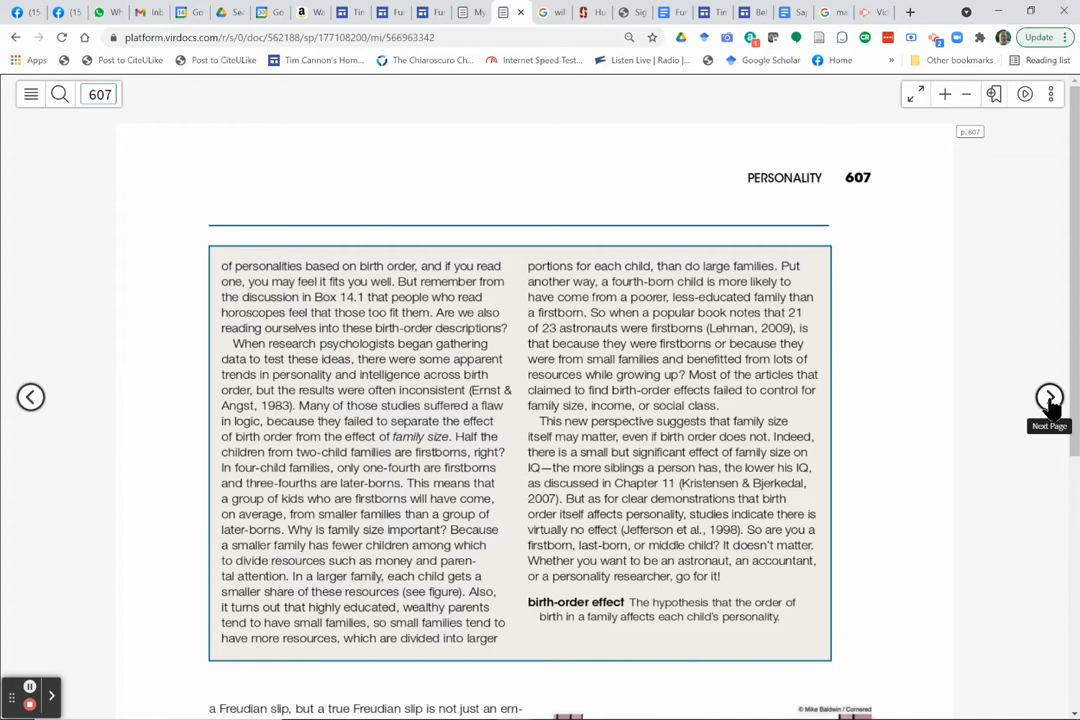 (15
(15
Wh
Inb
Go
Se
Go
Wa
Tin
Fu
Fu
My
wil
Hu
Sig
Fur
Tim
Bel
Sap
ma
Vid
platform.virdocs.com/r/s/0/doc/562188/sp/177108200/mi/566963342
Update
Apps
Post to CiteULike
Post to CiteULike
Tim Cannon's Hom...
The Chiaroscuro Ch...
Internet Speed Test...
Listen Live | Radio |...
Google Scholar
Home
»
Other bookmarks
Reading list
607
p. 607
PERSONALITY 607
of personalities based on birth order, and if you read
one, you may feel it fits you well. But remember from
the discussion in Box 14.1 that people who read
horoscopes feel that those too fit them. Are we also
reading ourselves into these birth-order descriptions?
When research psychologists began gathering
data to test these ideas, there were some apparent
trends in personality and intelligence across birth
order, but the results were often inconsistent (Ernst &
Angst, 1983). Many of those studies suffered a flaw
in logic, because they failed to separate the effect
of birth order from the effect of family size. Half the
children from two-child families are firstborns, right?
In four-child families, only one-fourth are firstborns
and three-fourths are later-borns. This means that
a group of kids who are firstborns will have come,
on average, from smaller families than a group of
later-borns. Why is family size important? Because
a smaller family has fewer children among which
to divide resources such as money and paren-
tal attention. In a larger family, each child gets a
smaller share of these resources (see figure). Also,
it turns out that highly educated, wealthy parents
tend to have small families, so small families tend to
have more resources, which are divided into larger
portions for each child, than do large families. Put
another way, a fourth-born child is more likely to
have come from a poorer, less-educated family than
a firstborn. So when a popular book notes that 21
of 23 astronauts were firstborns (Lehman, 2009), is
that because they were firstborns or because they
were from small families and benefitted from lots of
resources while growing up? Most of the articles that
claimed to find birth-order effects failed to control for
family size, income, or social class.
This new perspective suggests that family size
itself may matter, even if birth order does not. Indeed,
there is a small but significant effect of family size on
IQ—the more siblings a person has, the lower his IQ,
as discussed in Chapter 11 (Kristensen & Bjerkedal,
2007). But as for clear demonstrations that birth
order itself affects personality, studies indicate there is
virtually no effect (Jefferson et al., 1998). So are you a
firstborn, last-born, or middle child? It doesn't matter.
Whether you want to be an astronaut, an accountant,
or a personality researcher, go for it!
birth-order effect The hypothesis that the order of
birth in a family affects each child's personality.
Next Page
a Freudian slip, but a true Freudian slip is not just an em-
© Mike Baldwin / Cornered